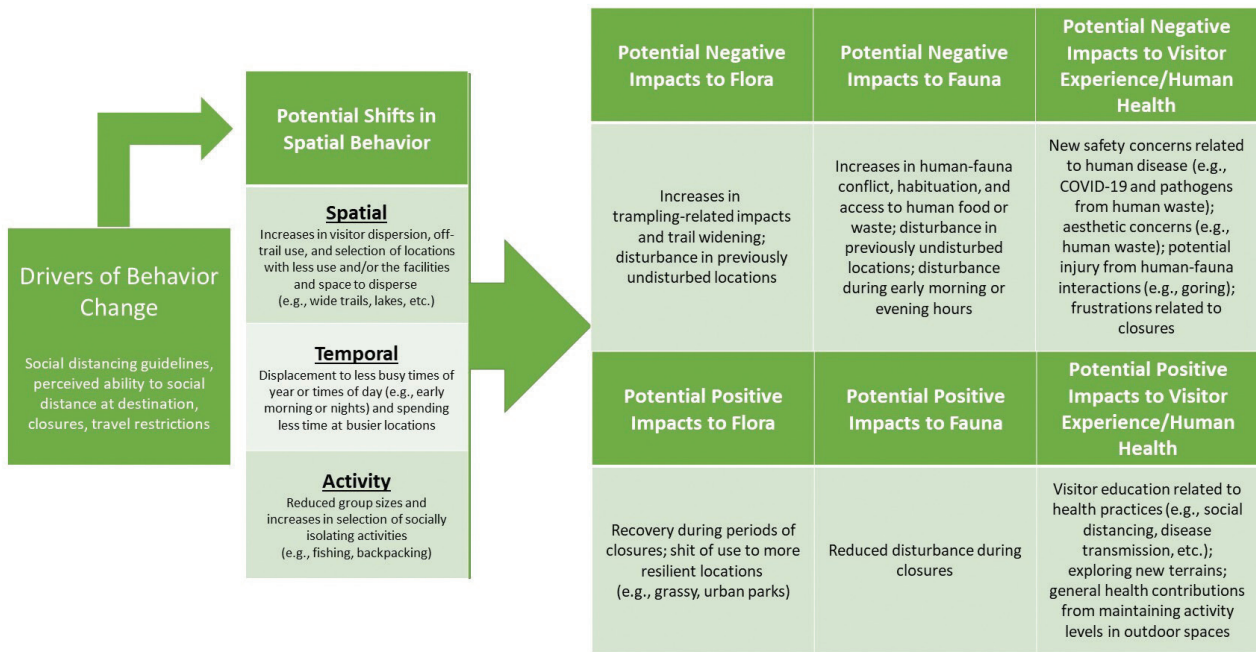 Drivers of Behavior
Change
Social distancing guidelines,
perceived ability to social
distance at destination,
closures, travel restrictions
Potential Shifts in
Spatial Behavior
Spatial
Increases in visitor dispersion, off-
trail use, and selection of locations
with less use and/or the facilities
and space to disperse
(e.g., wide trails, lakes, etc.)
Temporal
Displacement to less busy times of
year or times of day (e.g., early
morning or nights) and spending
less time at busier locations
Activity
Reduced group sizes and
increases in selection of socially
isolating activities
(e.g., fishing, backpacking)
Potential Negative
Impacts to Flora
Potential Negative
Impacts to Fauna
Potential Negative
Impacts to Visitor
Experience/Human
Health
Increases in
trampling-related impacts
and trail widening;
disturbance in previously
undisturbed locations
Increases in human-fauna
conflict, habituation, and
access to human food or
waste; disturbance in
previously undisturbed
locations; disturbance
during early morning or
evening hours
New safety concerns related
to human disease (e.g.,
COVID-19 and pathogens
from human waste);
aesthetic concerns (e.g.,
human waste); potential
injury from human-fauna
interactions (e.g., goring);
frustrations related to
closures
Potential Positive
Impacts to Flora
Potential Positive
Impacts to Fauna
Potential Positive
Impacts to Visitor
Experience/Human
Health
Recovery during periods of
closures; shit of use to more
resilient locations
(e.g., grassy, urban parks)
Reduced disturbance during
closures
Visitor education related to
health practices (e.g., social
distancing, disease
transmission, etc.);
exploring new terrains;
general health contributions
from maintaining activity
levels in outdoor spaces